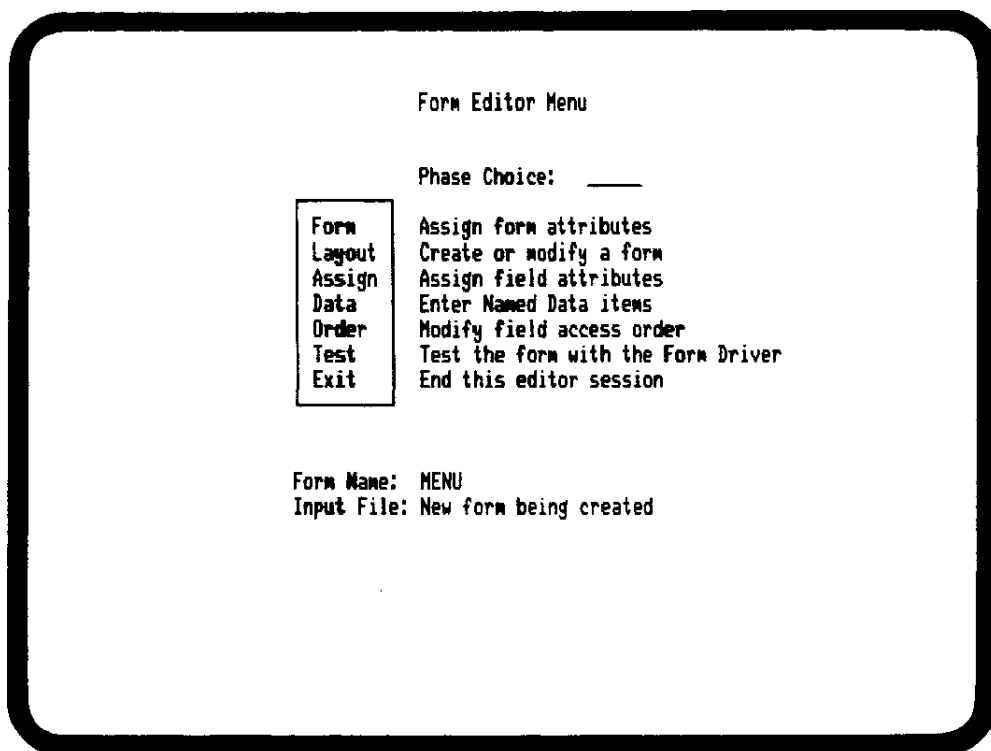 Form Editor Menu
Phase Choice: _____
Form Assign form attributes
Layout Create or modify a form
Assign Assign field attributes
Data Enter Named Data items
Order Modify field access order
Test Test the form with the Form Driver
Exit End this editor session
Form Name: MENU
Input File: New form being created